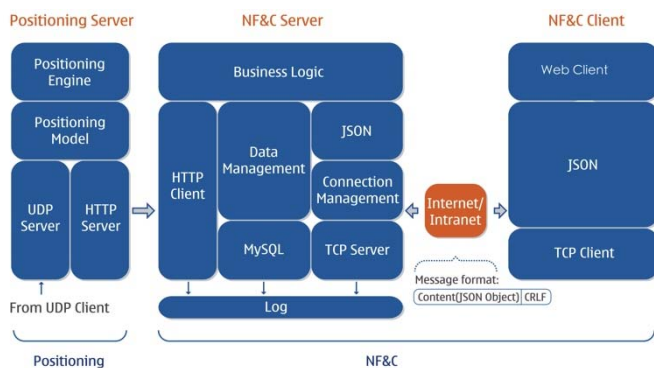 Positioning Server
NF&C Server
NF&C Client
Positioning
Engine
Business Logic
Web Client
Positioning
Model
HTTP
Client
Data
Management
JSON
JSON
UDP
Server
HTTP
Server
Connection
Management
Internet/
Intranet
MySQL
TCP Server
TCP Client
From UDP Client
Log
Message format:
Content(JSON Object) CRLF
Positioning
NF&C